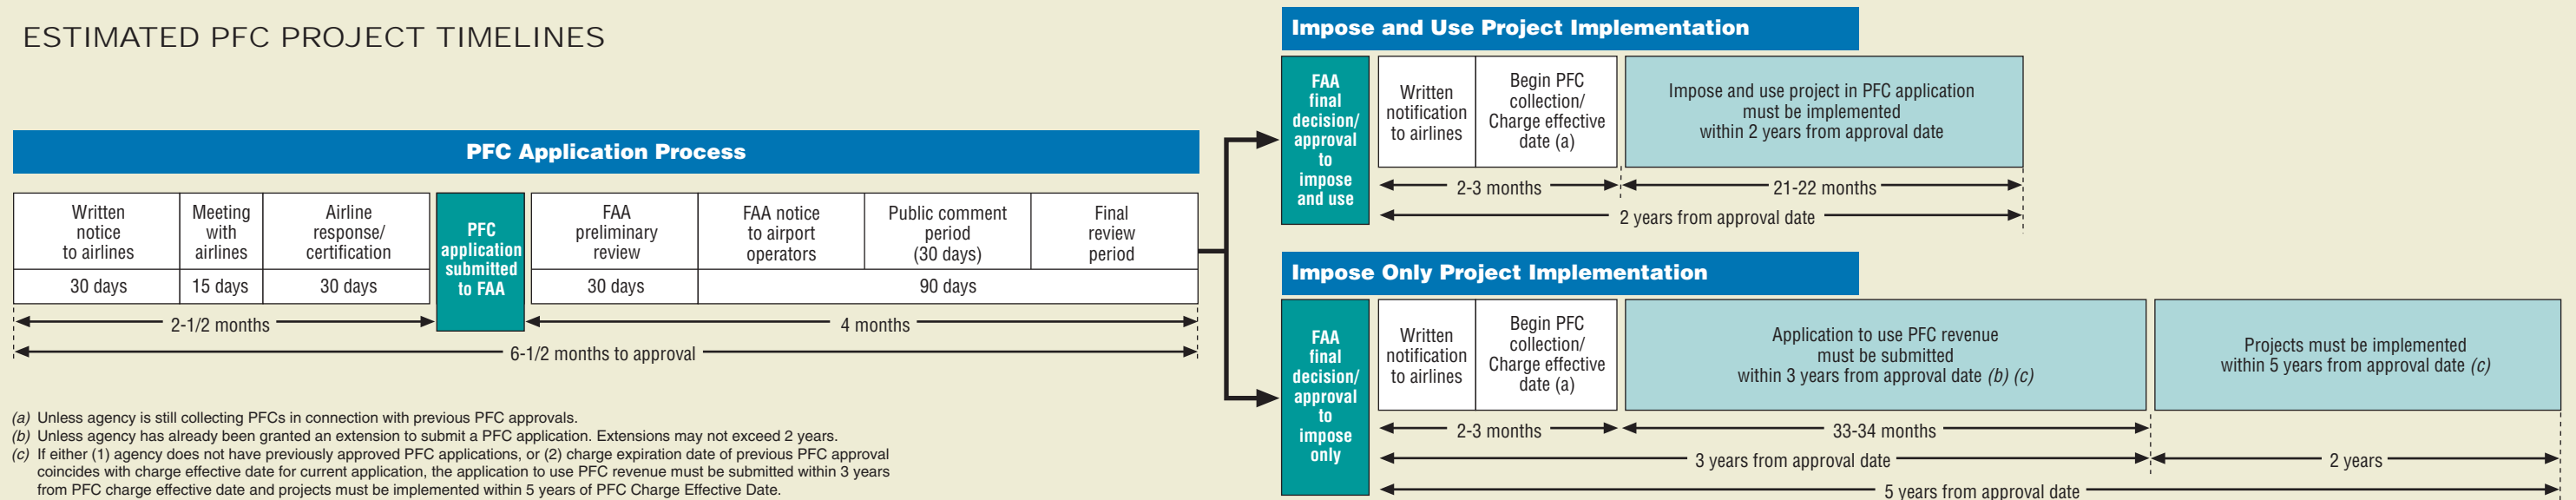 ESTIMATED PFC PROJECT TIMELINES
PFC Application Process
Written
notice
to airlines
30 days
Meeting
with
airlines
15 days
Airline
response/
certification
30 days
PFC
application
submitted
to FAA
FAA
preliminary
review
30 days
FAA notice
to airport
operators
Public comment
period
(30 days)
Final
review
period
90 days
2-1/2 months
4 months
6-1/2 months to approval
(a) Unless agency is still collecting PFCs in connection with previous PFC approvals.
(b) Unless agency has already been granted an extension to submit a PFC application. Extensions may not exceed 2 years.
(c) If either (1) agency does not have previously approved PFC applications, or (2) charge expiration date of previous PFC approval
coincides with charge effective date for current application, the application to use PFC revenue must be submitted within 3 years
from PFC charge effective date and projects must be implemented within 5 years of PFC Charge Effective Date.
Impose and Use Project Implementation
FAA
final
decision/
approval
to
impose
and use
Written
notification
to airlines
Begin PFC
collection/
Charge effective
date (a)
Impose and use project in PFC application
must be implemented
within 2 years from approval date
2-3 months
21-22 months
2 years from approval date
Impose Only Project Implementation
FAA
final
decision/
approval
to
impose
only
Written
notification
to airlines
Begin PFC
collection/
Charge effective
date (a)
Application to use PFC revenue
must be submitted
within 3 years from approval date (b) (c)
Projects must be implemented
within 5 years from approval date (c)
2-3 months
33-34 months
3 years from approval date
2 years
5 years from approval date